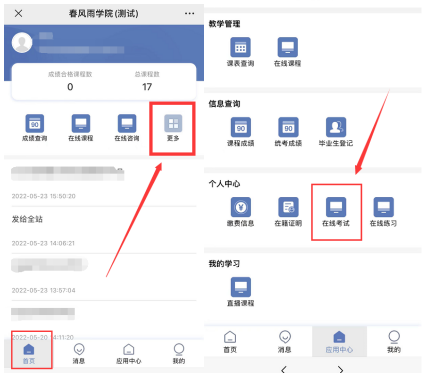 春风雨学院(测试)
成绩合格课程数 总课程数
0 17
90
成绩查询 在线课程 在线咨询 更多
2022-05-23 15:50:20
发给全站
2022-05-23 14:06:21
2022-05-23 13:57:04
2022-05-20 14:11:20
首页 消息 应用中心 我的
教学管理
课表查询 在线课程
信息查询
90 90
课程成绩 统考成绩 毕业生登记
个人中心
缴费信息 在籍证明 在线考试 在线练习
我的学习
直播课程
首页 消息 应用中心 我的